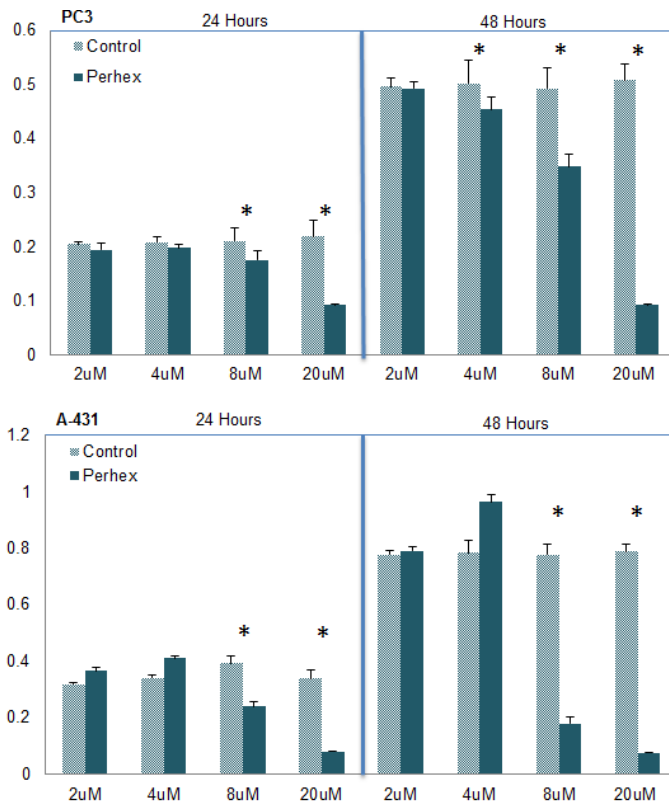 PC3 24 Hours 48 Hours
0.6
Control
Perhex
0.5
0.4
0.3
0.2
0.1
0
* * * * *
2uM 4uM 8uM 20uM 2uM 4uM 8uM 20uM
A-431 24 Hours 48 Hours
1.2
Control
Perhex
1
0.8
0.6
0.4
0.2
0
* * * *
2uM 4uM 8uM 20uM 2uM 4uM 8uM 20uM